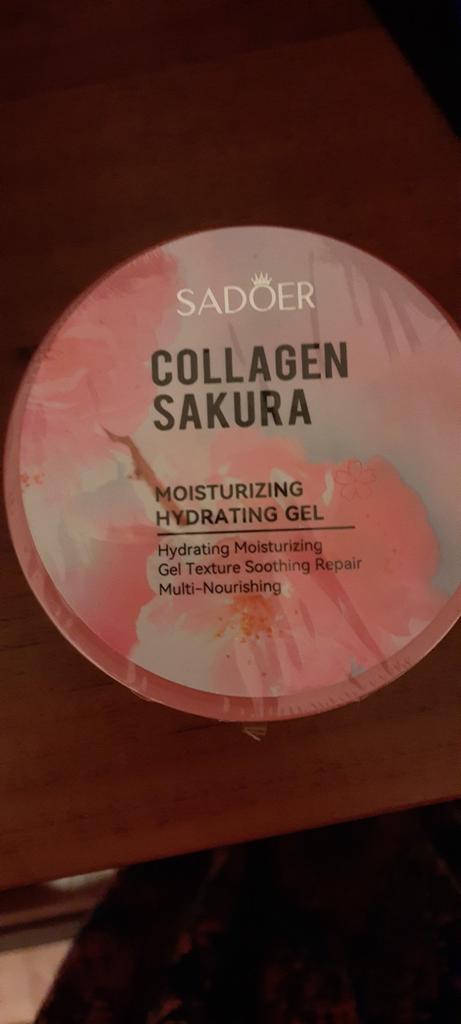 SADOER
COLLAGEN
SAKURA
MOISTURIZING
HYDRATING GEL
Hydrating Moisturizing
Gel Texture Soothing Repair
Multi-Nourishing